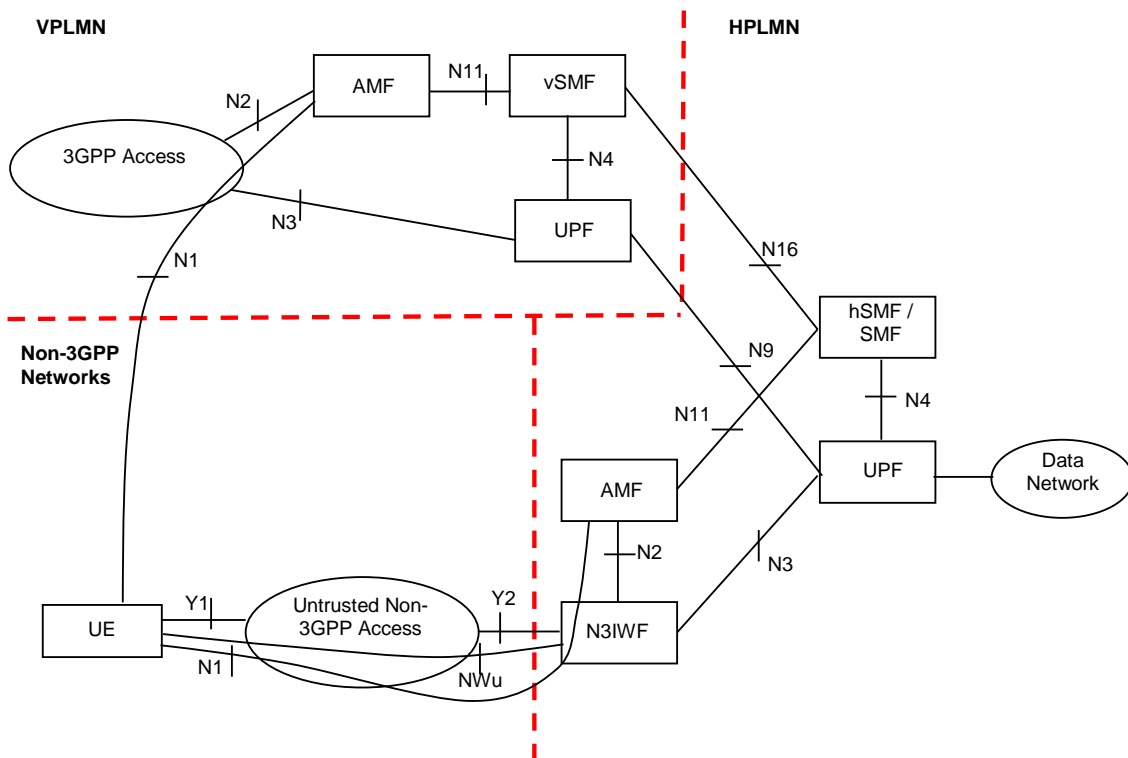 VPLMN
HPLMN
N11
AMF
vSMF
N2
3GPP Access
N4
N3
UPF
N1
N16
hSMF /
SMF
Non-3GPP
Networks
N9
N4
N11
AMF
UPF
Data
Network
N2
N3
Y1
Untrusted Non-
3GPP Access
Y2
UE
N3IWF
N1
NWu